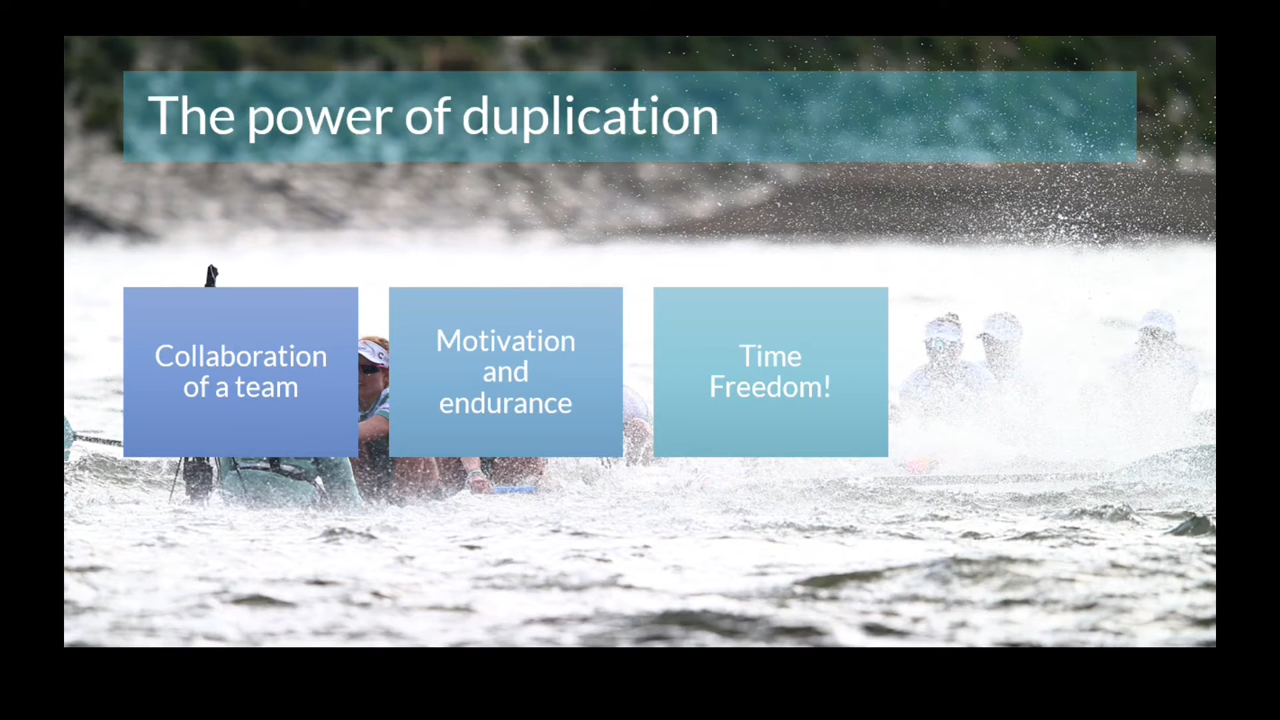 The power of duplication
Collaboration
of a team
Motivation
and
endurance
Time
Freedom!